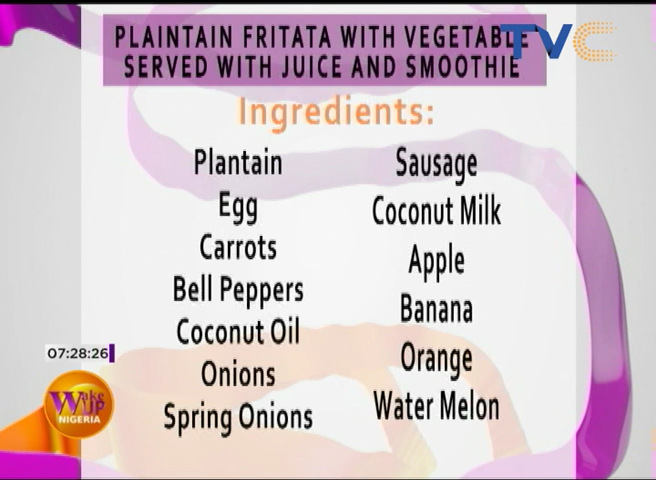 PLAINTAIN FRITATA WITH VEGETABLE
SERVED WITH JUICE AND SMOOTHIE
TVC
Ingredients:
Plantain
Egg
Carrots
Bell Peppers
Coconut Oil
Onions
Spring Onions
Sausage
Coconut Milk
Apple
Banana
Orange
Water Melon
07:28:26
Wake
UP
NIGERIA